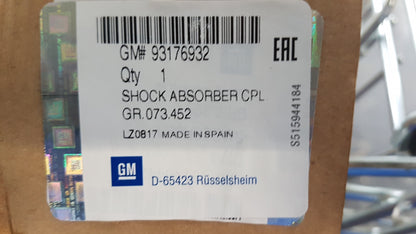 GM# 93176932
Qty 1
SHOCK ABSORBER CPL
GR.073.452
LZ0817 MADE IN SPAIN
EAC
S515944184
GM
D-65423 Rüsselsheim